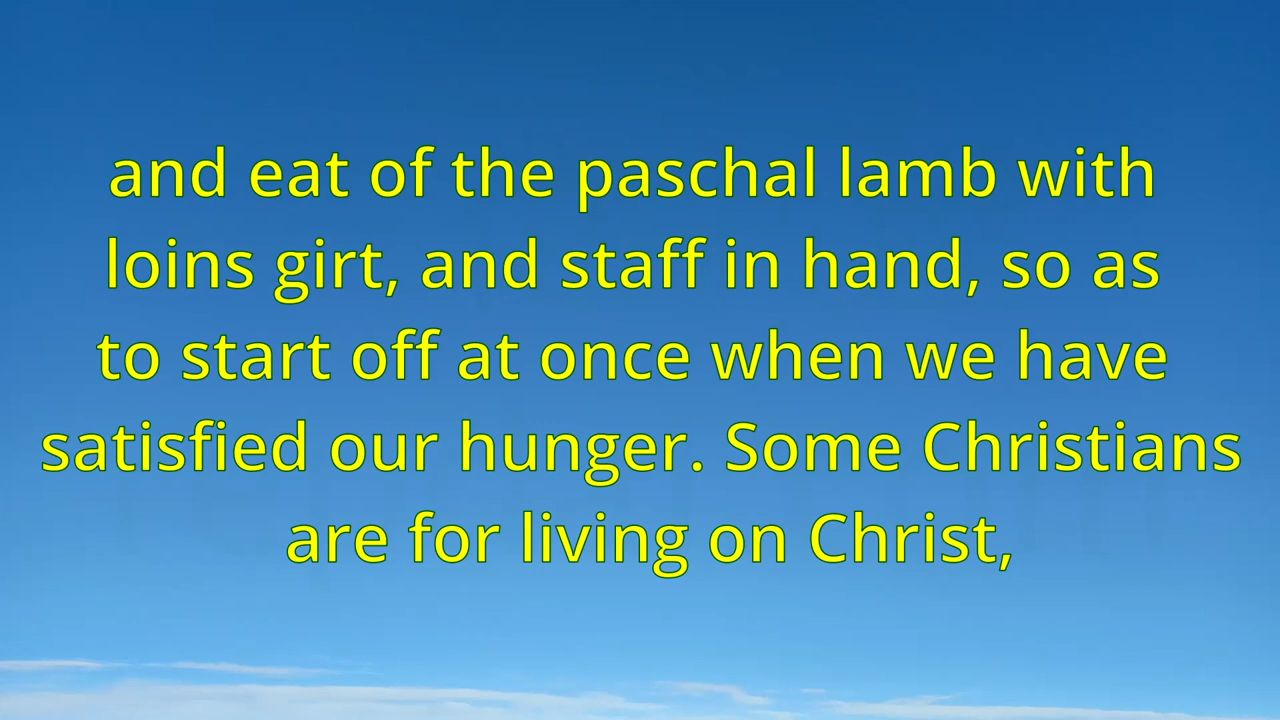 and eat of the paschal lamb with
loins girt, and staff in hand, so as
to start off at once when we have
satisfied our hunger. Some Christians
are for living on Christ,